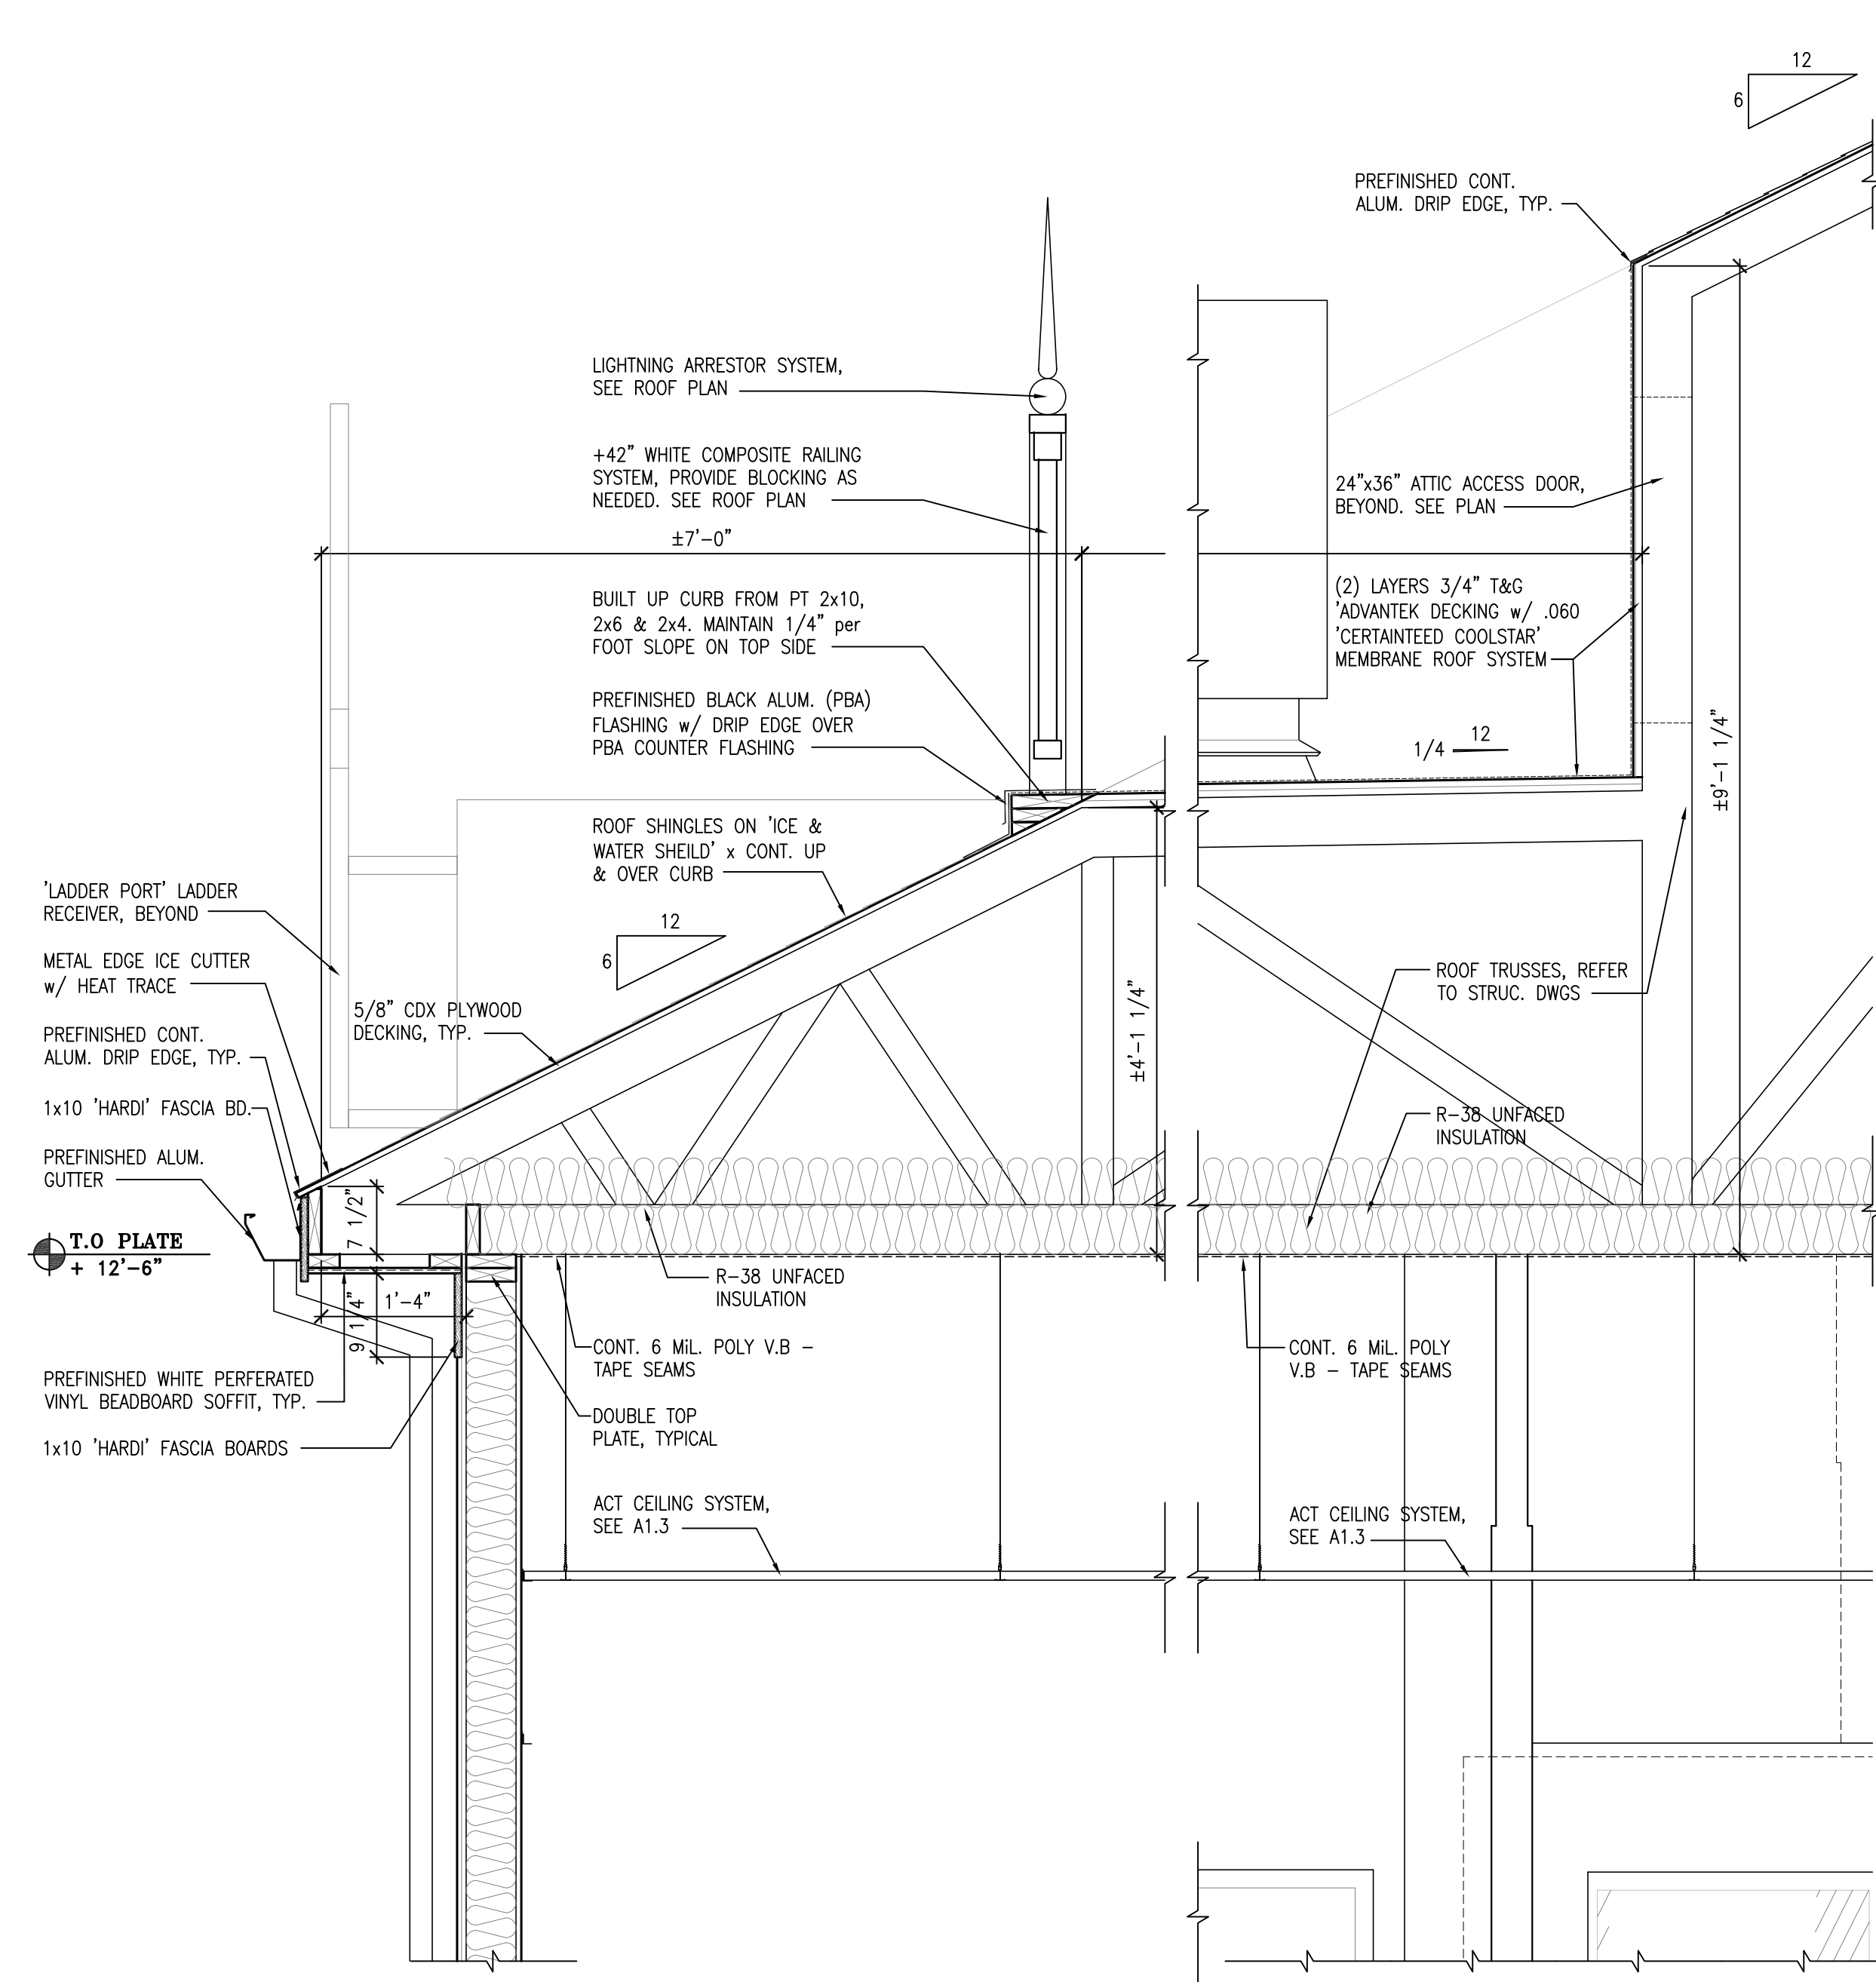 12
6
PREFINISHED CONT.
ALUM. DRIP EDGE, TYP.
LIGHTNING ARRESTOR SYSTEM,
SEE ROOF PLAN
+42" WHITE COMPOSITE RAILING
SYSTEM, PROVIDE BLOCKING AS
NEEDED. SEE ROOF PLAN
24"x36" ATTIC ACCESS DOOR,
BEYOND. SEE PLAN
±7'-0"
(2) LAYERS 3/4" T&G
'ADVANTEK DECKING w/ .060
'CERTAINTEED COOLSTAR'
MEMBRANE ROOF SYSTEM
BUILT UP CURB FROM PT 2x10,
2x6 & 2x4. MAINTAIN 1/4" per
FOOT SLOPE ON TOP SIDE
PREFINISHED BLACK ALUM. (PBA)
FLASHING w/ DRIP EDGE OVER
PBA COUNTER FLASHING
12
1/4
±9'-1 1/4"
ROOF SHINGLES ON 'ICE &
WATER SHEILD' x CONT. UP
& OVER CURB
'LADDER PORT' LADDER
RECEIVER, BEYOND
12
6
METAL EDGE ICE CUTTER
w/ HEAT TRACE
ROOF TRUSSES, REFER
TO STRUC. DWGS
5/8" CDX PLYWOOD
DECKING, TYP.
±4'-1 1/4"
PREFINISHED CONT.
ALUM. DRIP EDGE, TYP.
1x10 'HARDI' FASCIA BD.
R-38 UNFACED
INSULATION
PREFINISHED ALUM.
GUTTER
7 1/2"
T.O PLATE
+ 12'-6"
R-38 UNFACED
INSULATION
1'-4"
9 1/4"
CONT. 6 MiL. POLY V.B -
TAPE SEAMS
CONT. 6 MiL. POLY
V.B - TAPE SEAMS
PREFINISHED WHITE PERFERATED
VINYL BEADBOARD SOFFIT, TYP.
DOUBLE TOP
PLATE, TYPICAL
1x10 'HARDI' FASCIA BOARDS
ACT CEILING SYSTEM,
SEE A1.3
ACT CEILING SYSTEM,
SEE A1.3